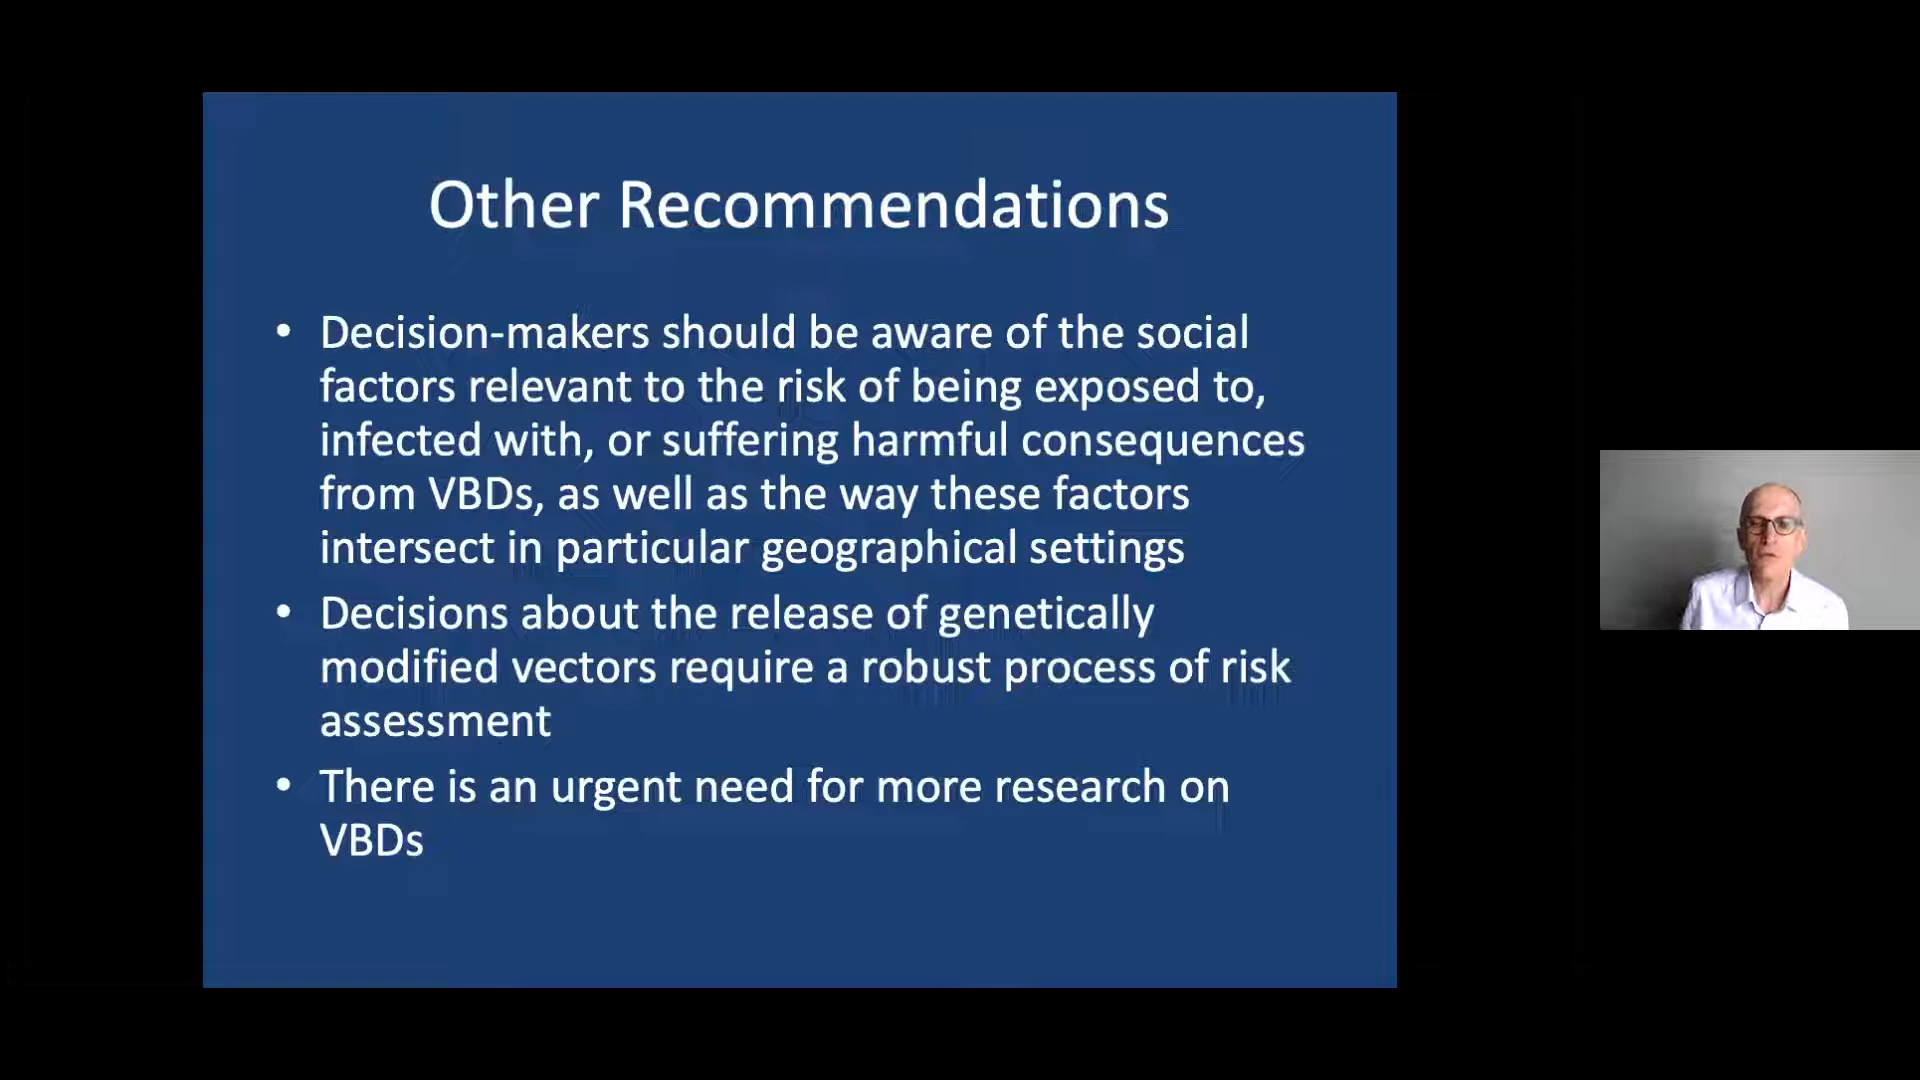 Other Recommendations
• Decision-makers should be aware of the social
factors relevant to the risk of being exposed to,
infected with, or suffering harmful consequences
from VBDs, as well as the way these factors
intersect in particular geographical settings
• Decisions about the release of genetically
modified vectors require a robust process of risk
assessment
• There is an urgent need for more research on
VBDs